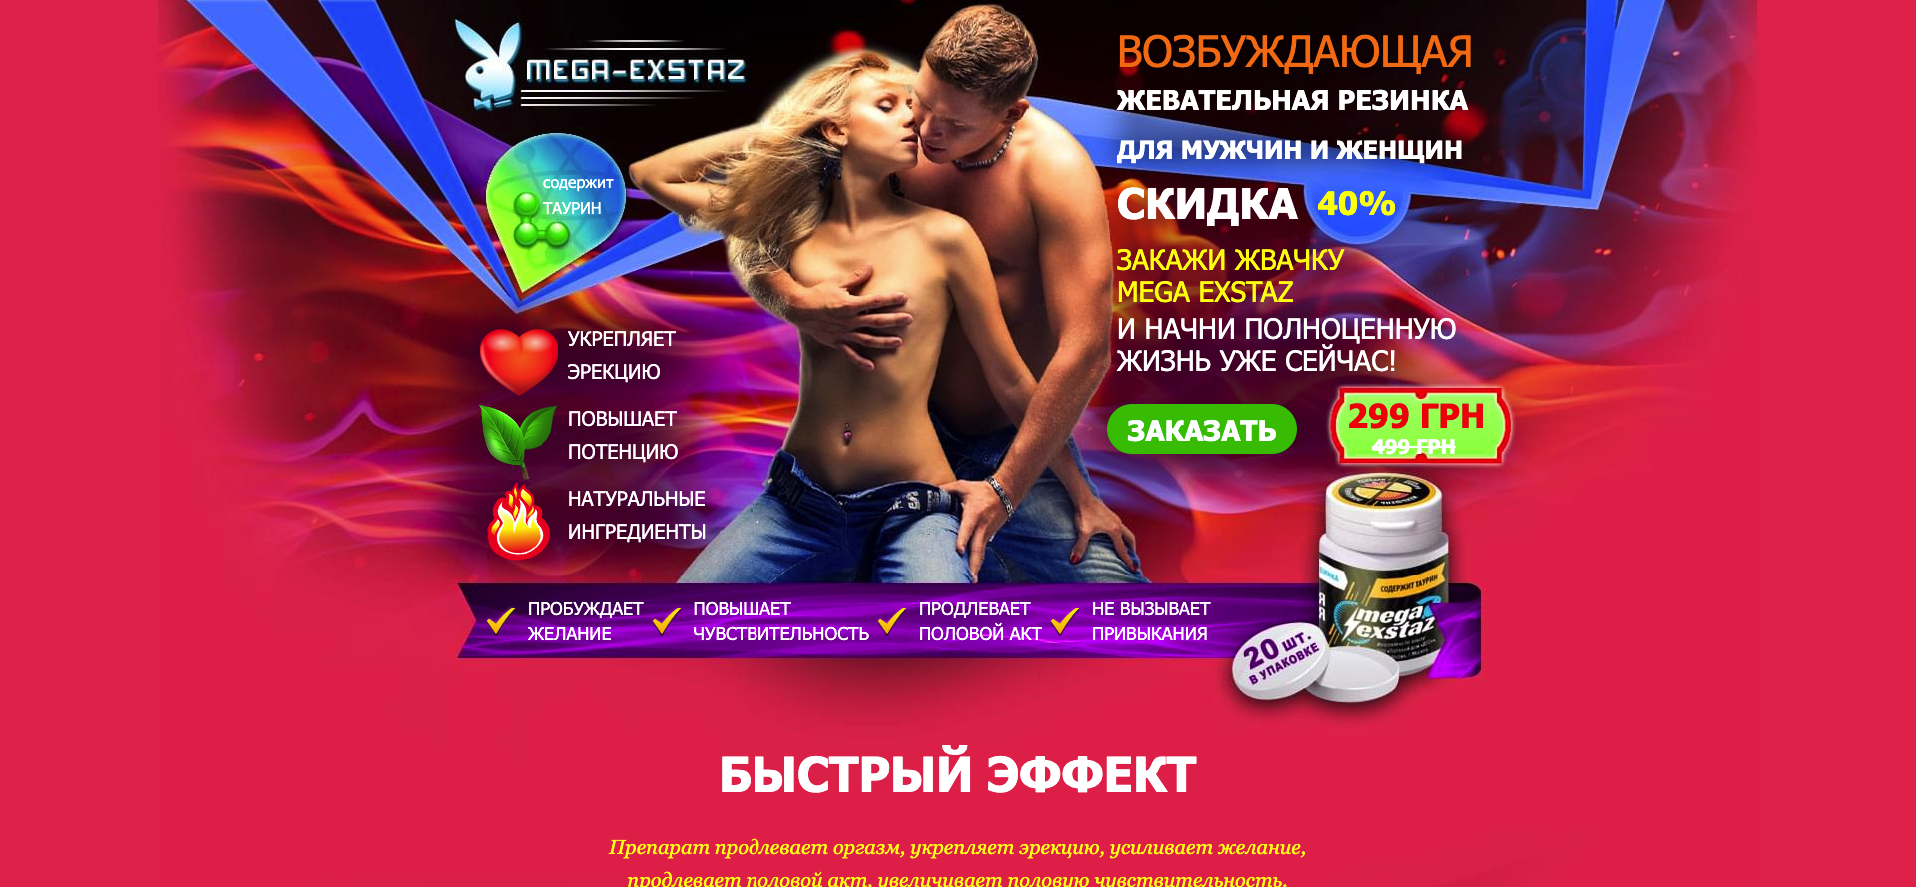 MEGA-EXSTAZ
содержит
ТАУРИН
УКРЕПЛЯЕТ
ЭРЕКЦИЮ
ПОВЫШАЕТ
ПОТЕНЦИЮ
НАТУРАЛЬНЫЕ
ИНГРЕДИЕНТЫ
ВОЗБУЖДАЮЩАЯ
ЖЕВАТЕЛЬНАЯ РЕЗИНКА
ДЛЯ МУЖЧИН И ЖЕНЩИН
СКИДКА 40%
ЗАКАЖИ ЖВАЧКУ
MEGA EXSTAZ
И НАЧНИ ПОЛНОЦЕННУЮ
ЖИЗНЬ УЖЕ СЕЙЧАС!
ЗАКАЗАТЬ
299 ГРН
499 ГРН
СОДЕРЖИТ ТАУРИН
mega
exstaz
20 шт.
В УПАКОВКЕ
ПРОБУЖДАЕТ
ЖЕЛАНИЕ
ПОВЫШАЕТ
ЧУВСТВИТЕЛЬНОСТЬ
ПРОДЛЕВАЕТ
ПОЛОВОЙ АКТ
НЕ ВЫЗЫВАЕТ
ПРИВЫКАНИЯ
БЫСТРЫЙ ЭФФЕКТ
Препарат продлевает оргазм, укрепляет эрекцию, усиливает желание,
продлевает половой акт, увеличивает половую чувствительность.